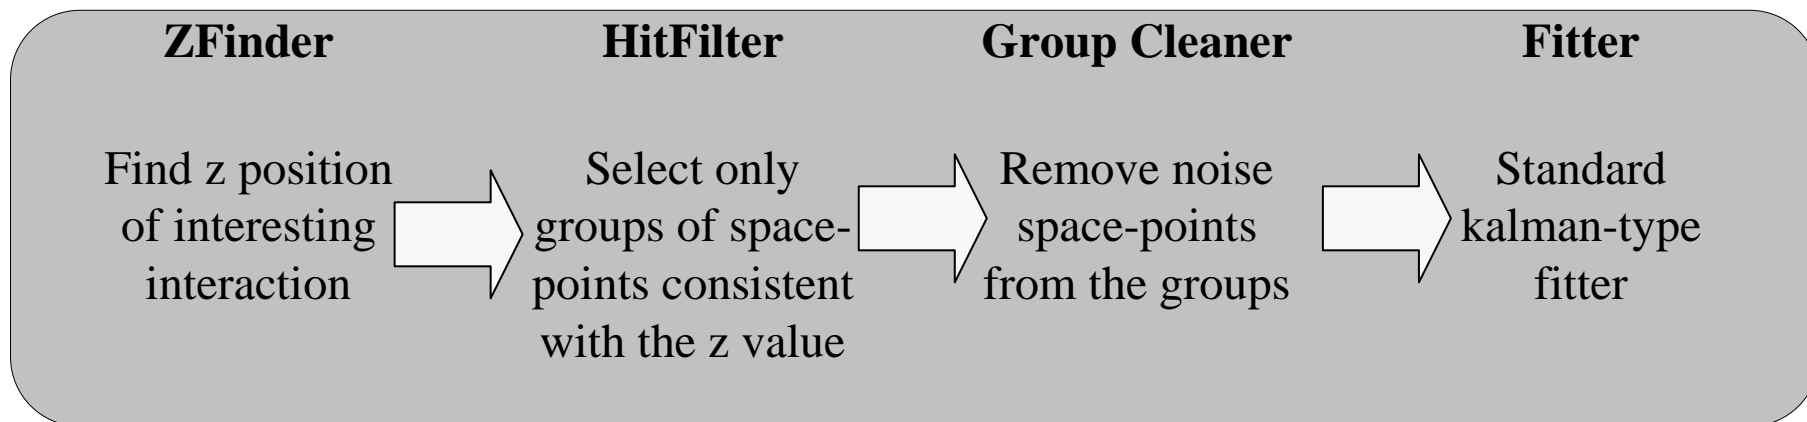 ZFinder
Find z position
of interesting
interaction
HitFilter
Select only
groups of space-
points consistent
with the z value
Group Cleaner
Remove noise
space-points
from the groups
Fitter
Standard
kalman-type
fitter